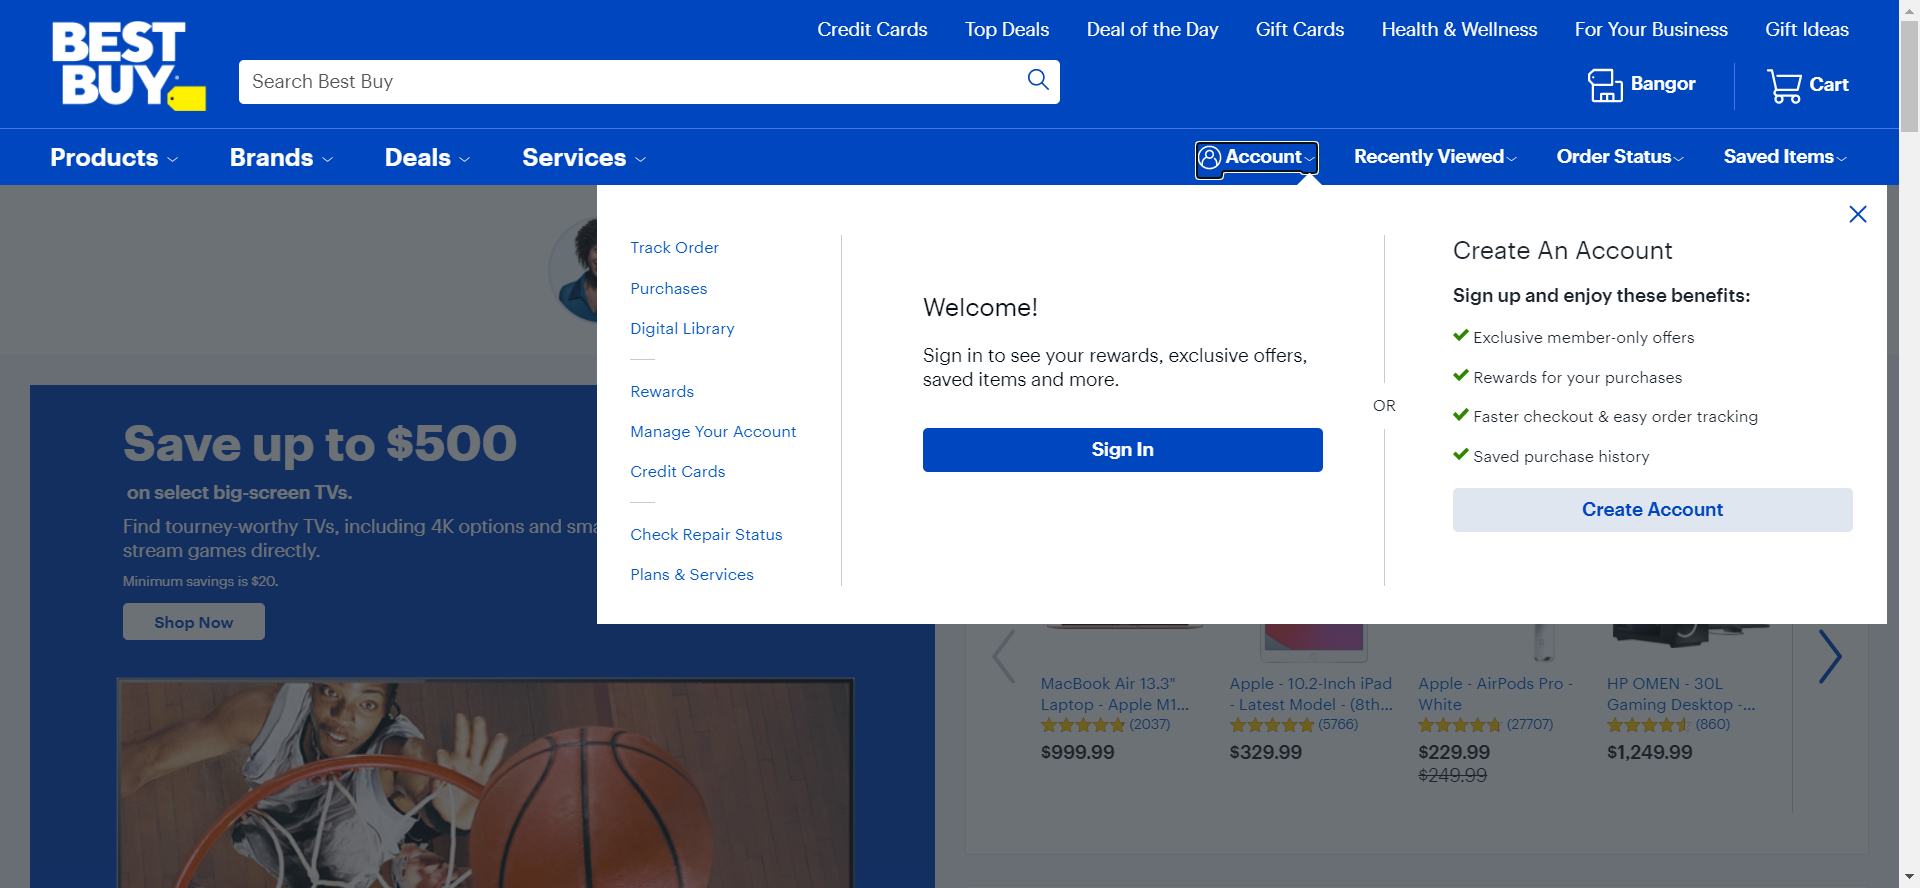 BEST
BUY
Credit Cards
Top Deals
Deal of the Day
Gift Cards
Health & Wellness
For Your Business
Gift Ideas
Search Best Buy
Bangor
Cart
Products
Brands
Deals
Services
Account
Recently Viewed
Order Status
Saved Items
Track Order
Purchases
Digital Library
Rewards
Manage Your Account
Credit Cards
Check Repair Status
Plans & Services
Welcome!
Sign in to see your rewards, exclusive offers,
saved items and more.
Sign In
OR
Create An Account
Sign up and enjoy these benefits:
Exclusive member-only offers
Rewards for your purchases
Faster checkout & easy order tracking
Saved purchase history
Create Account
Save up to $500
on select big-screen TVs.
Find tourney-worthy TVs, including 4K options and
stream games directly.
Minimum savings is $20.
Shop Now
MacBook Air 13.3"
Laptop - Apple M1...
(2037)
$999.99
Apple - 10.2-Inch iPad
- Latest Model - (8th...
(5766)
$329.99
Apple - AirPods Pro -
White
(27707)
$229.99
$249.99
HP OMEN - 30L
Gaming Desktop -...
(860)
$1,249.99